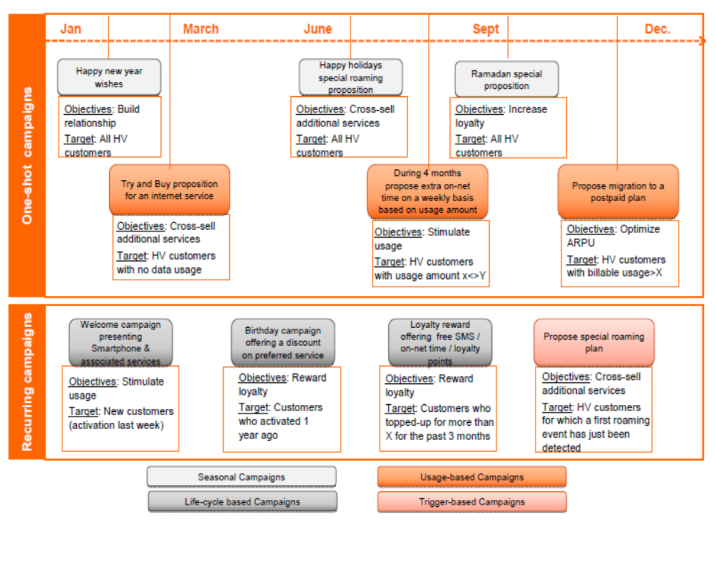 Jan March June Sept Dec.
One-shot campaigns
Happy new year
wishes
Objectives: Build
relationship
Target: All HV
customers
Happy holidays
special roaming
proposition
Objectives: Cross-sell
additional services
Target: All HV
customers
Ramadan special
proposition
Objectives: Increase
loyalty
Target: All HV
customers
Try and Buy proposition
for an internet service
Objectives: Cross-sell
additional services
Target: HV customers
with no data usage
During 4 months
propose extra on-net
time on a weekly basis
based on usage amount
Objectives: Stimulate
usage
Target: HV customers
with usage amount x<>Y
Propose migration to a
postpaid plan
Objectives: Optimize
ARPU
Target: HV customers
with billable usage>X
Recurring campaigns
Welcome campaign
presenting
Smartphone &
associated services
Objectives: Stimulate
usage
Target: New customers
(activation last week)
Birthday campaign
offering a discount
on preferred service
Objectives: Reward
loyalty
Target: Customers
who activated 1
year ago
Loyalty reward
offering free SMS /
on-net time / loyalty
points
Objectives: Reward
loyalty
Target: Customers who
topped-up for more than
X for the past 3 months
Propose special roaming
plan
Objectives: Cross-sell
additional services
Target: HV customers
for which a first roaming
event has just been
detected
Seasonal Campaigns
Usage-based Campaigns
Life-cycle based Campaigns
Trigger-based Campaigns